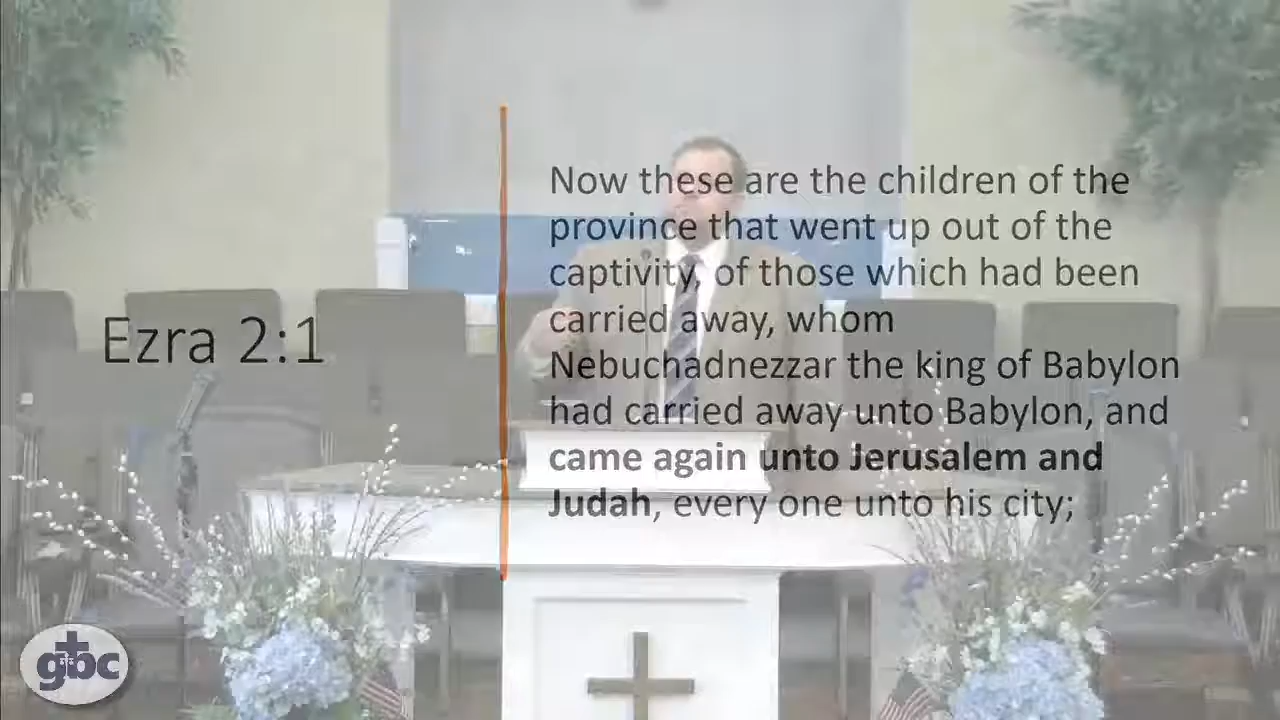 Ezra 2:1
Now these are the children of the
province that went up out of the
captivity, of those which had been
carried away, whom
Nebuchadnezzar the king of Babylon
had carried away unto Babylon, and
came again unto Jerusalem and
Judah, every one unto his city;
gbc